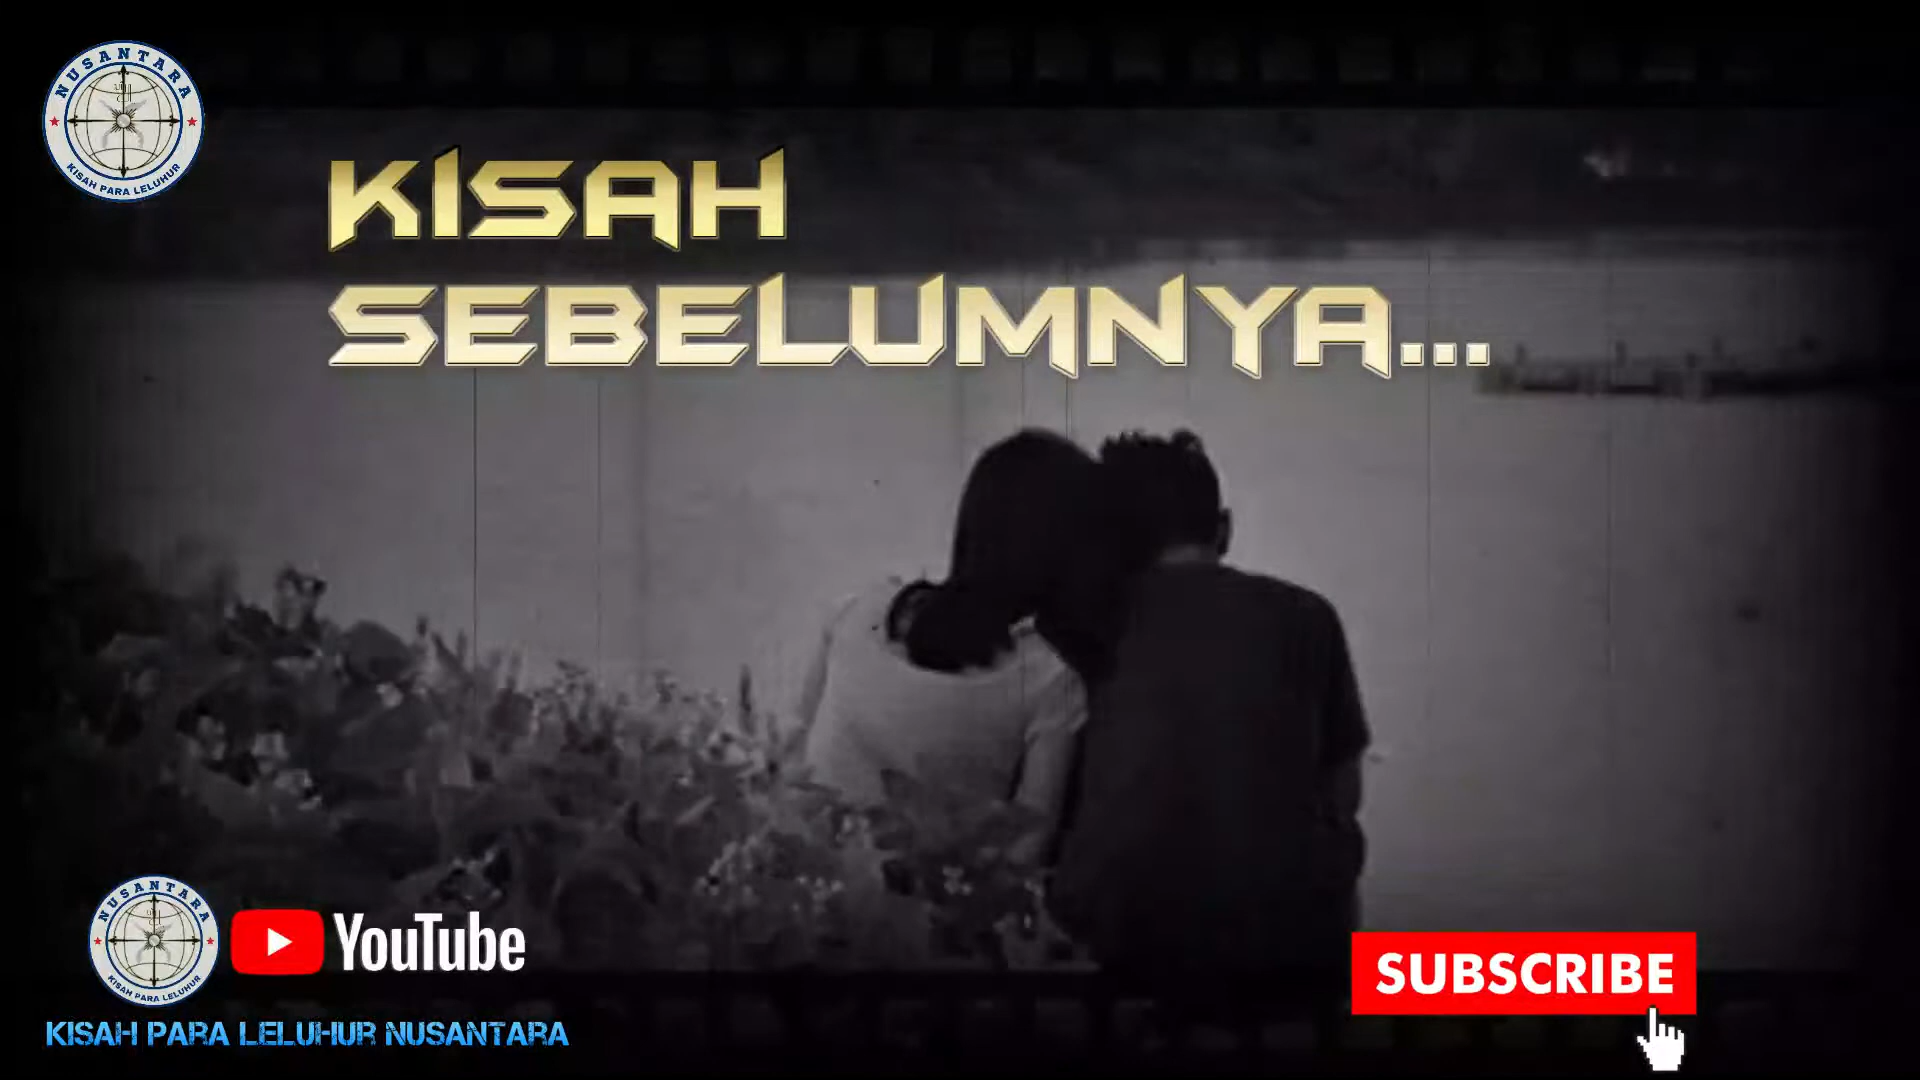 NUSANTARA
KISAH PARA LELUHUR
KISAH
SEBELUMNYA...
NUSANTARA
KISAH PARA LELUHUR
YouTube
SUBSCRIBE
KISAH PARA LELUHUR NUSANTARA